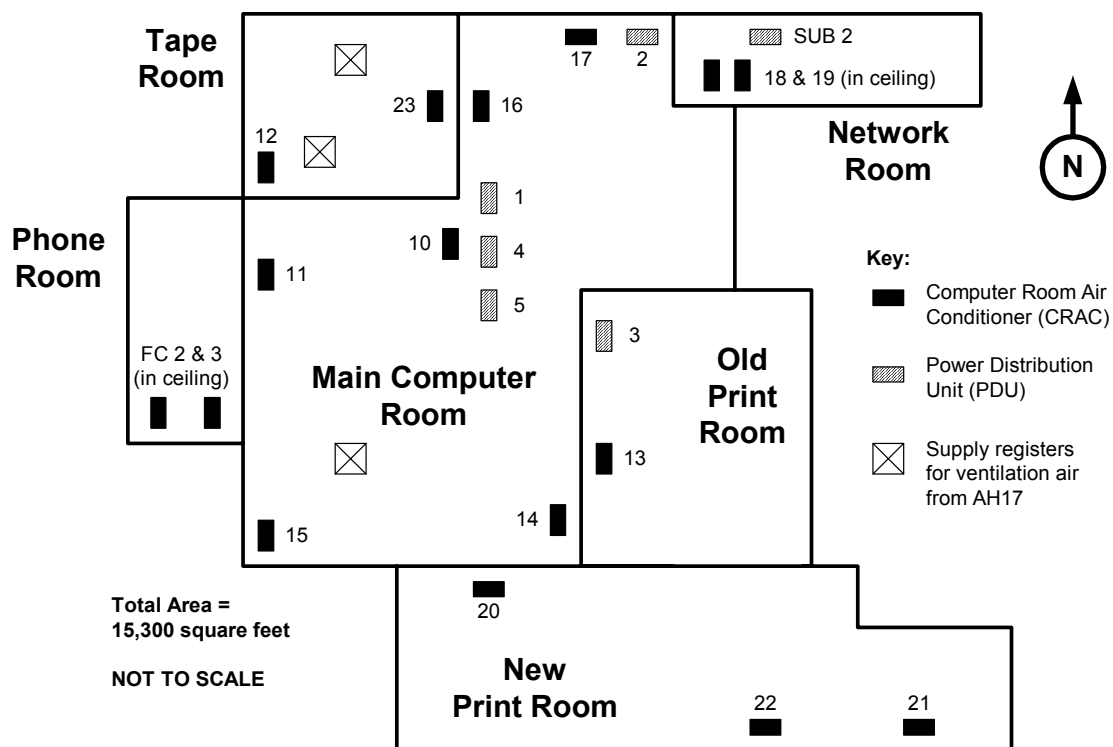 Tape
Room
17
2
SUB 2
18 & 19 (in ceiling)
23
16
12
Network
Room
N
1
Phone
Room
10
4
11
5
Key:
Computer Room Air
Conditioner (CRAC)
3
FC 2 & 3
(in ceiling)
Main Computer
Room
Old
Print
Room
Power Distribution
Unit (PDU)
13
Supply registers
for ventilation air
from AH17
14
15
Total Area =
15,300 square feet
NOT TO SCALE
20
New
Print Room
22
21